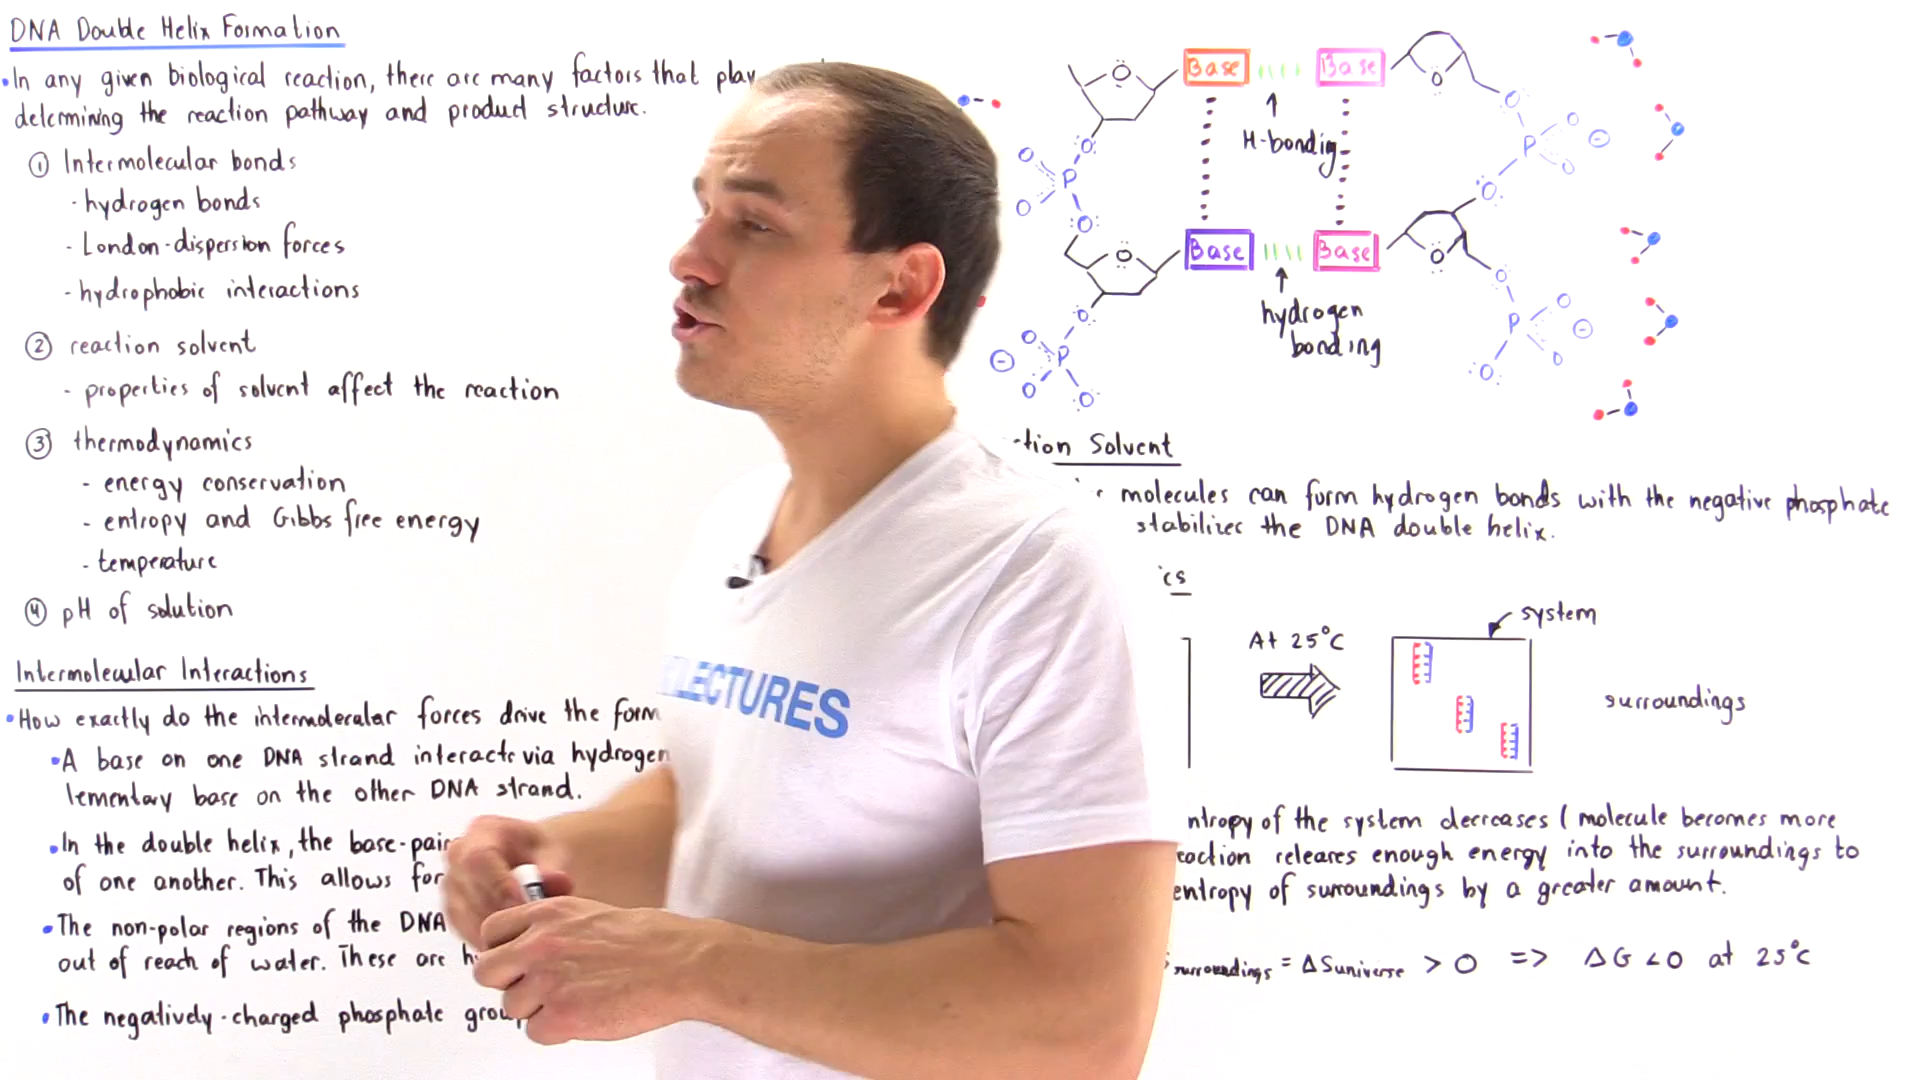 DNA Double Helix Formation
• In any given biological reaction, there are many factors that play
determining the reaction pathway and product structure.
① Intermolecular bonds
- hydrogen bonds
- London-dispersion forces
- hydrophobic interactions
② reaction solvent
- properties of solvent affect the reaction
③ thermodynamics
- energy conservation
- entropy and Gibbs free energy
- temperature
④ pH of solution
Intermolecular Interactions
• How exactly do the intermolecular forces drive the form
• A base on one DNA strand interacts via hydrogen
lementary base on the other DNA strand.
• In the double helix, the base-pair
of one another. This allows for
• The non-polar regions of the DNA
out of reach of water. These are h
• The negatively-charged phosphate group
LECTURES
Base Base
H-bonding
Base Base
hydrogen
bonding
O O O O P O O O O P O O
O O P O O O O P O O
tion Solvent
molecules can form hydrogen bonds with the negative phosphate
stabilizes the DNA double helix.
cs
At 25°C
system
surroundings
ntropy of the system decreases (molecule becomes more
eaction releases enough energy into the surroundings to
entropy of surroundings by a greater amount.
surroundings = ΔSuniverse > 0 => ΔG < 0 at 25°C